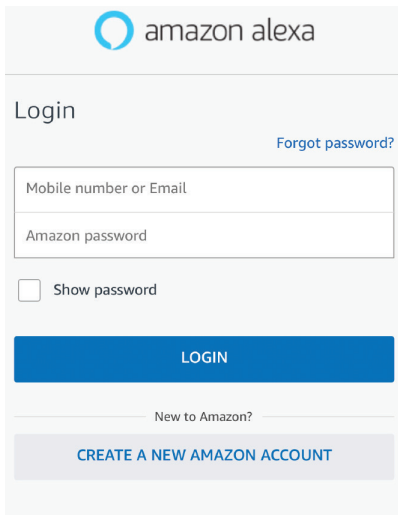 amazon alexa
Login
Forgot password?
Mobile number or Email
Amazon password
Show password
LOGIN
New to Amazon?
CREATE A NEW AMAZON ACCOUNT